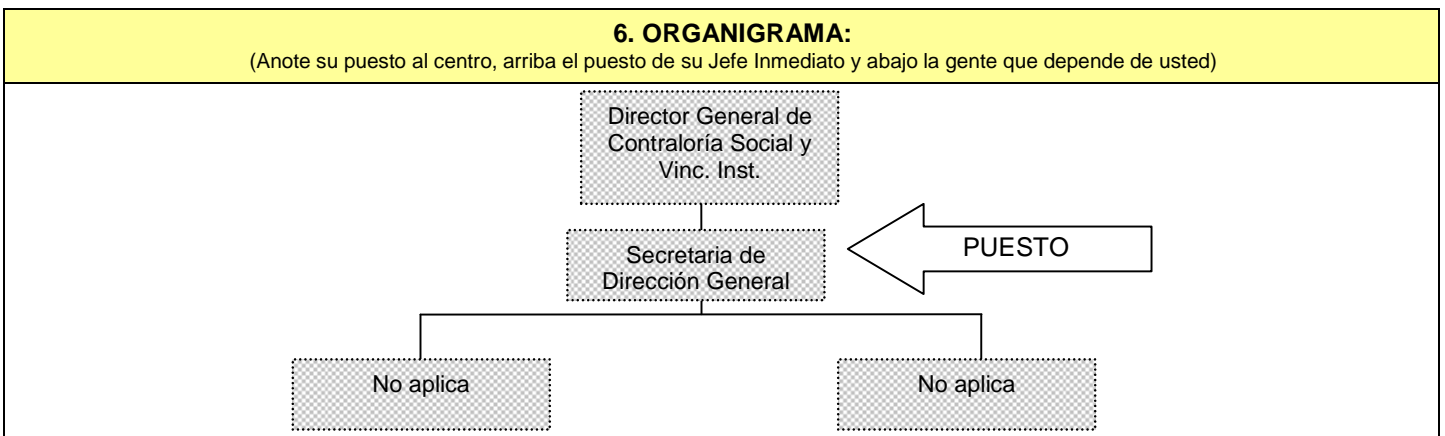 6. ORGANIGRAMA:
(Anote su puesto al centro, arriba el puesto de su Jefe Inmediato y abajo la gente que depende de usted)
Director General de
Contraloría Social y
Vinc. Inst.
Secretaria de
Dirección General
PUESTO
No aplica
No aplica